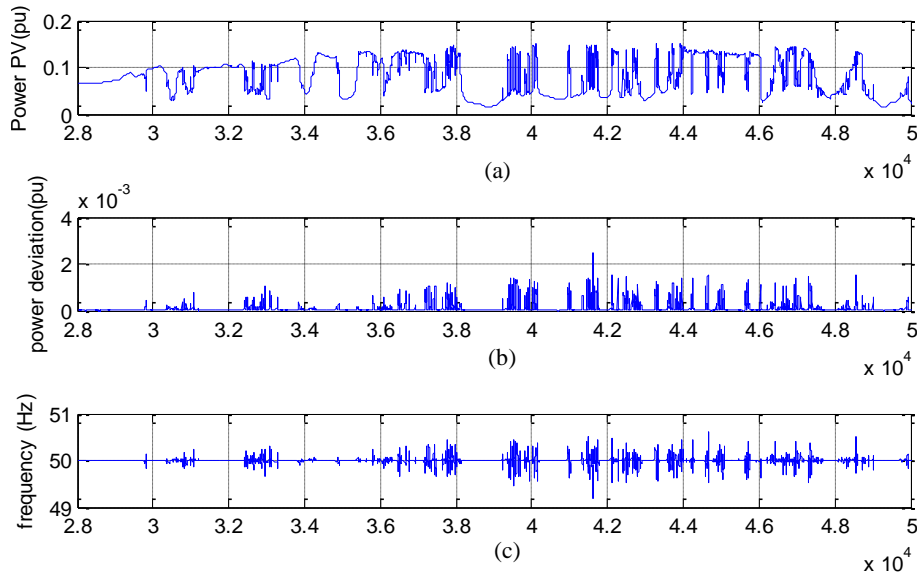 Power PV(pu)
0.2
0.1
0
2.8 3 3.2 3.4 3.6 3.8 40 4.2 4.4 4.6 4.8 5
x 10^4
(a)
x 10^-3
power deviation(pu)
4
2
0
2.8 3 3.2 3.4 3.6 3.8 40 4.2 4.4 4.6 4.8 5
x 10^4
(b)
frequency (Hz)
51
50
49
2.8 3 3.2 3.4 3.6 3.8 40 4.2 4.4 4.6 4.8 5
x 10^4
(c)